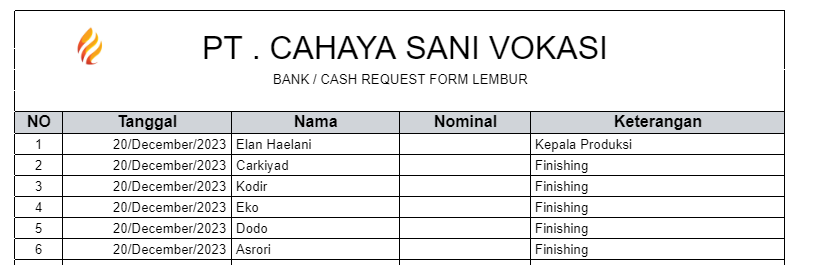 PT . CAHAYA SANI VOKASI
BANK / CASH REQUEST FORM LEMBUR
NO Tanggal Nama Nominal Keterangan
1 20/December/2023 Elan Haelani Kepala Produksi
2 20/December/2023 Carkiyad Finishing
3 20/December/2023 Kodir Finishing
4 20/December/2023 Eko Finishing
5 20/December/2023 Dodo Finishing
6 20/December/2023 Asrori Finishing